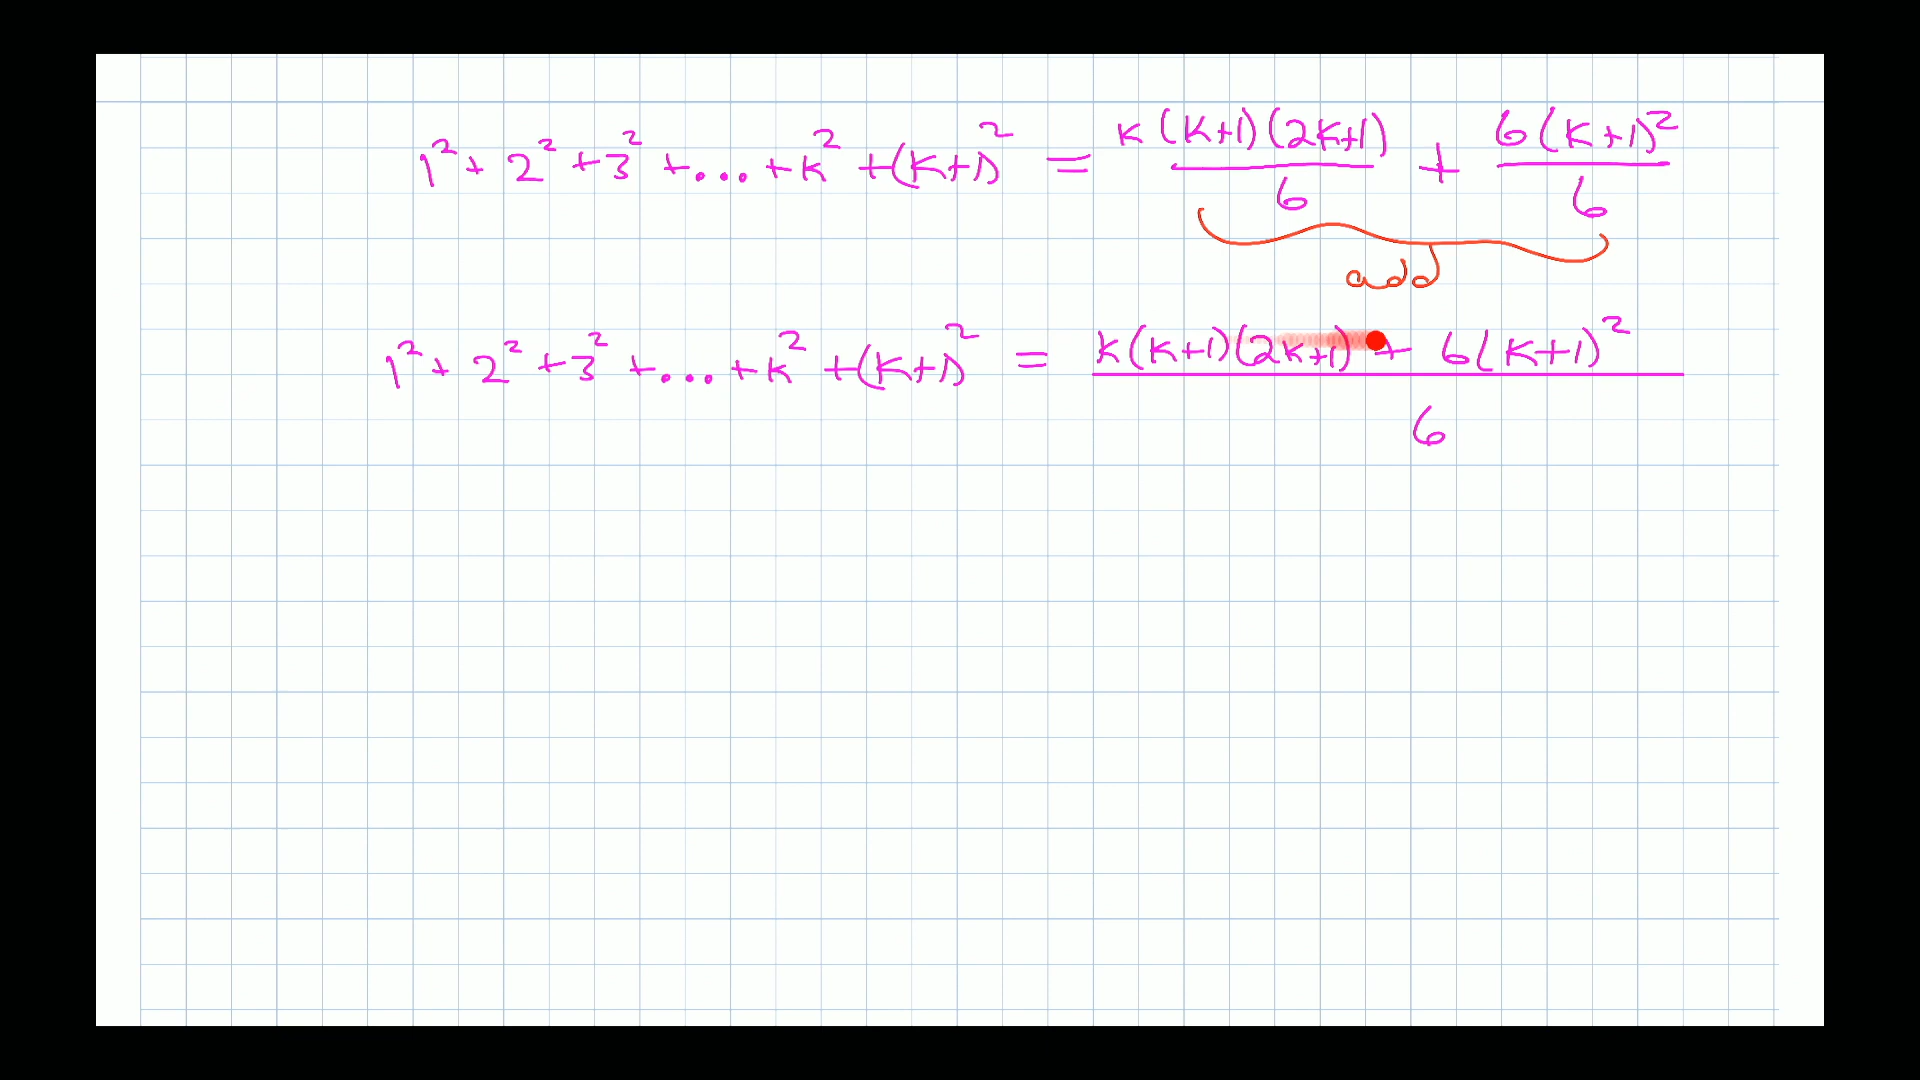 1² + 2² + 3² + ... + k² + (k+1)² = k(k+1)(2k+1)/6 + 6(k+1)²/6
add
1² + 2² + 3² + ... + k² + (k+1)² = k(k+1)(2k+1) + 6(k+1)²
6